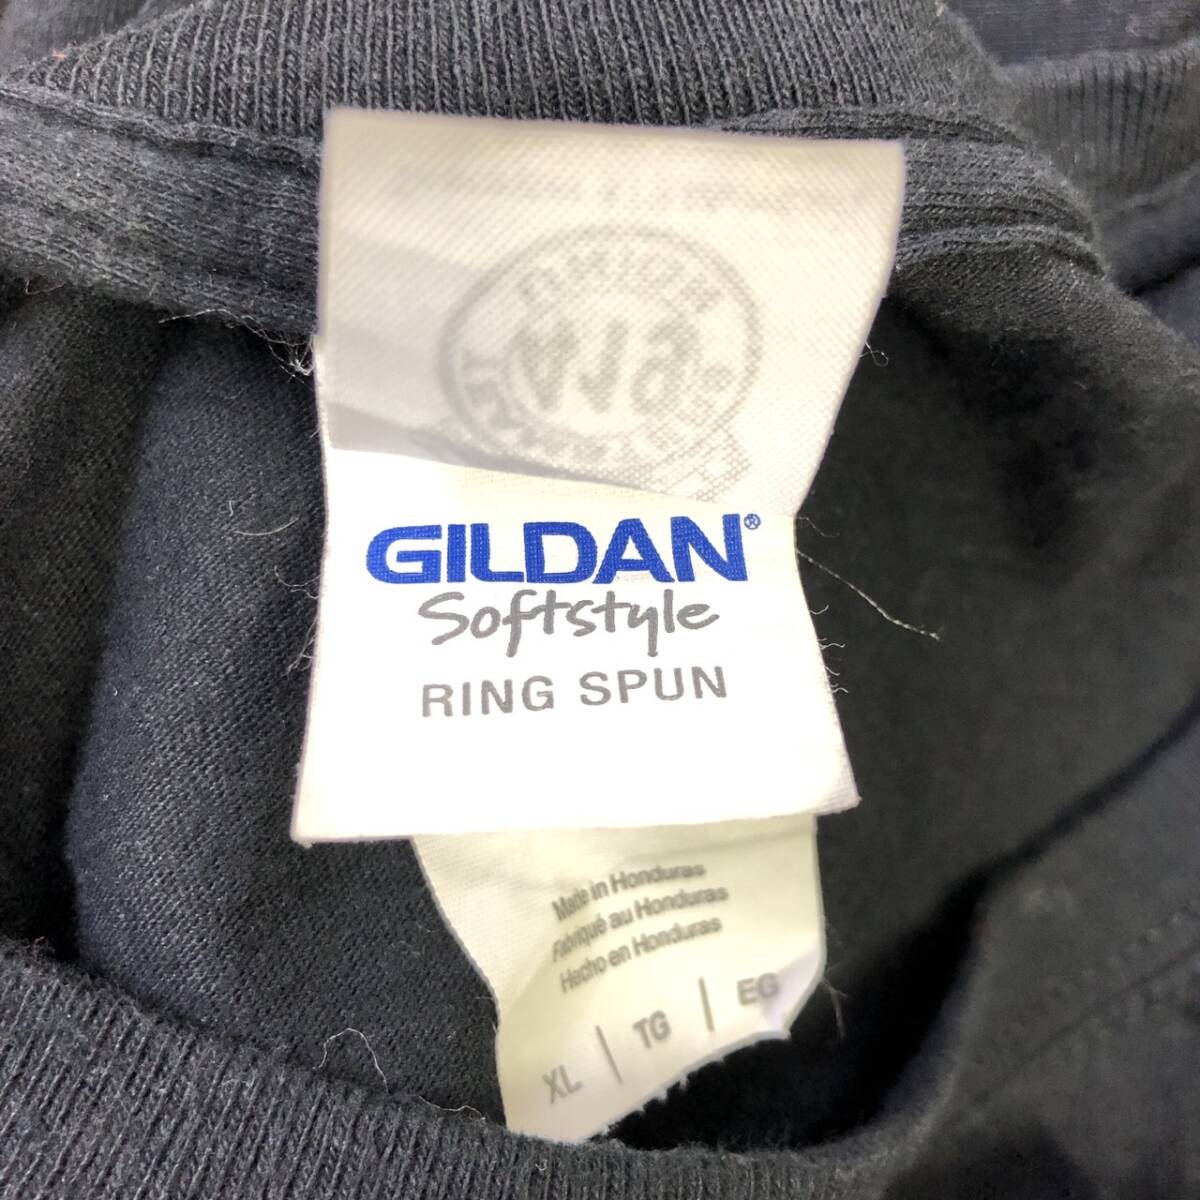 GILDAN®
Softstyle
RING SPUN
Made in Honduras
Fabriqué au Honduras
Hecho en Honduras
XL | TG | EG